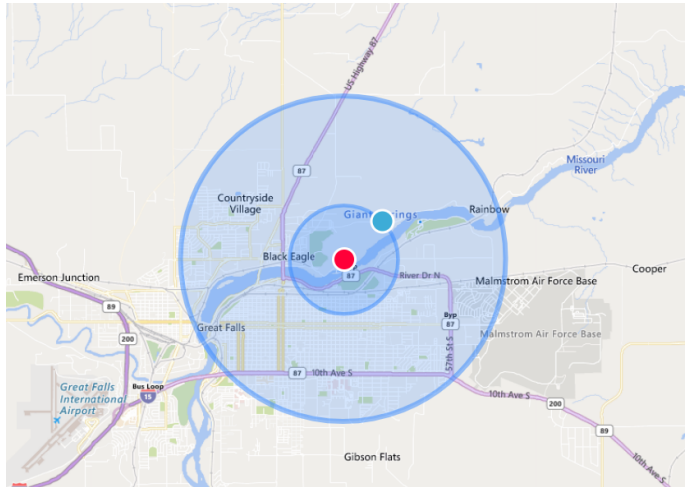 US Highway 87
87
Missouri
River
Countryside
Village
Giant Springs
Rainbow
Black Eagle
Emerson Junction
River Dr N
87
Malmstrom Air Force Base
Cooper
89
Byp
87
200
Great Falls
Malmstrom Air Force Base
57th St S
87
10th Ave S
Bus Loop
15
Great Falls
International
Airport
10th Ave S
200
89
10th Ave S
Gibson Flats